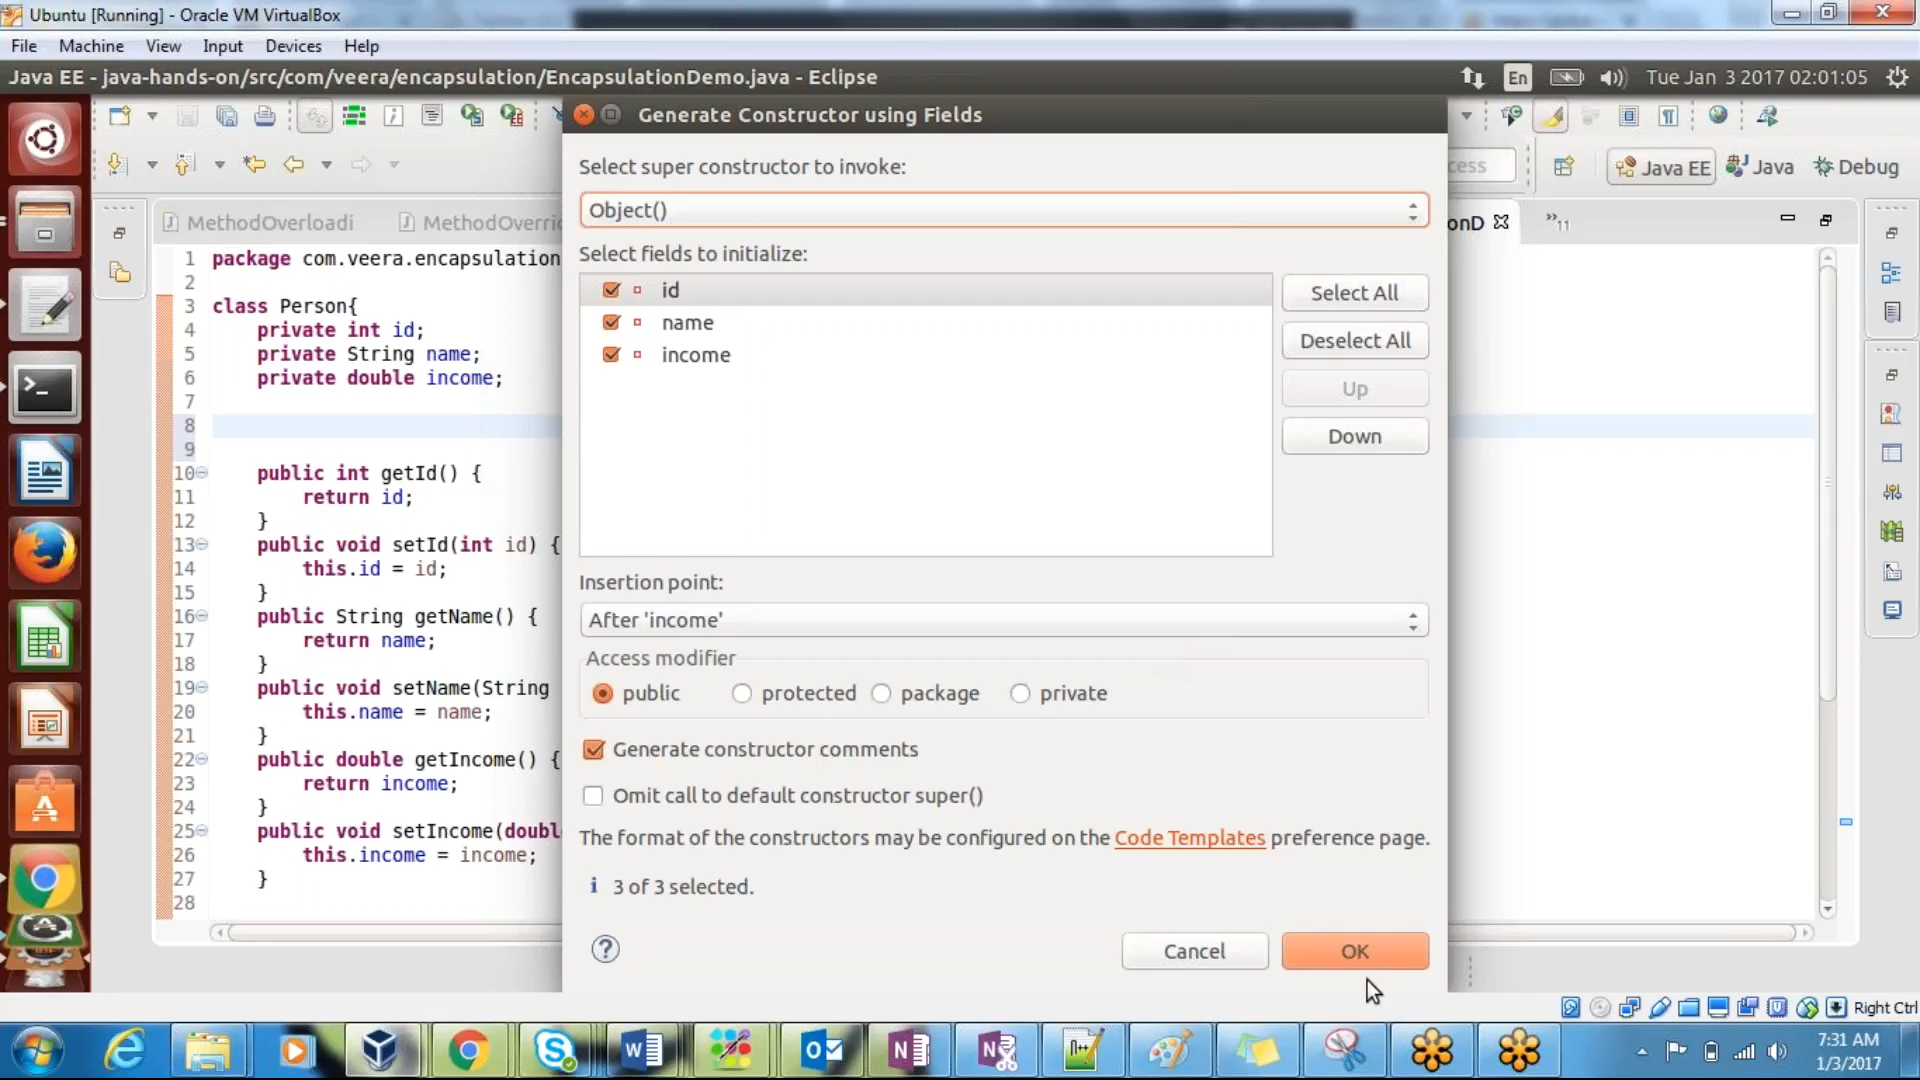 Ubuntu [Running] - Oracle VM VirtualBox
File Machine View Input Devices Help
Java EE - java-hands-on/src/com/veera/encapsulation/EncapsulationDemo.java - Eclipse
En
Tue Jan 3 2017 02:01:05
Generate Constructor using Fields
Java EE
Java
Debug
MethodOverloadi
MethodOverri
onD
»11
1 package com.veera.encapsulation
2
3 class Person{
4 private int id;
5 private String name;
6 private double income;
7
8
9
10 public int getId() {
11 return id;
12 }
13 public void setId(int id) {
14 this.id = id;
15 }
16 public String getName() {
17 return name;
18 }
19 public void setName(String
20 this.name = name;
21 }
22 public double getIncome() {
23 return income;
24 }
25 public void setIncome(doubl
26 this.income = income;
27 }
28
Select super constructor to invoke:
Object()
Select fields to initialize:
id
name
income
Select All
Deselect All
Up
Down
Insertion point:
After 'income'
Access modifier
public protected package private
Generate constructor comments
Omit call to default constructor super()
The format of the constructors may be configured on the Code Templates preference page.
i 3 of 3 selected.
?
Cancel
OK
Right Ctrl
7:31 AM
1/3/2017